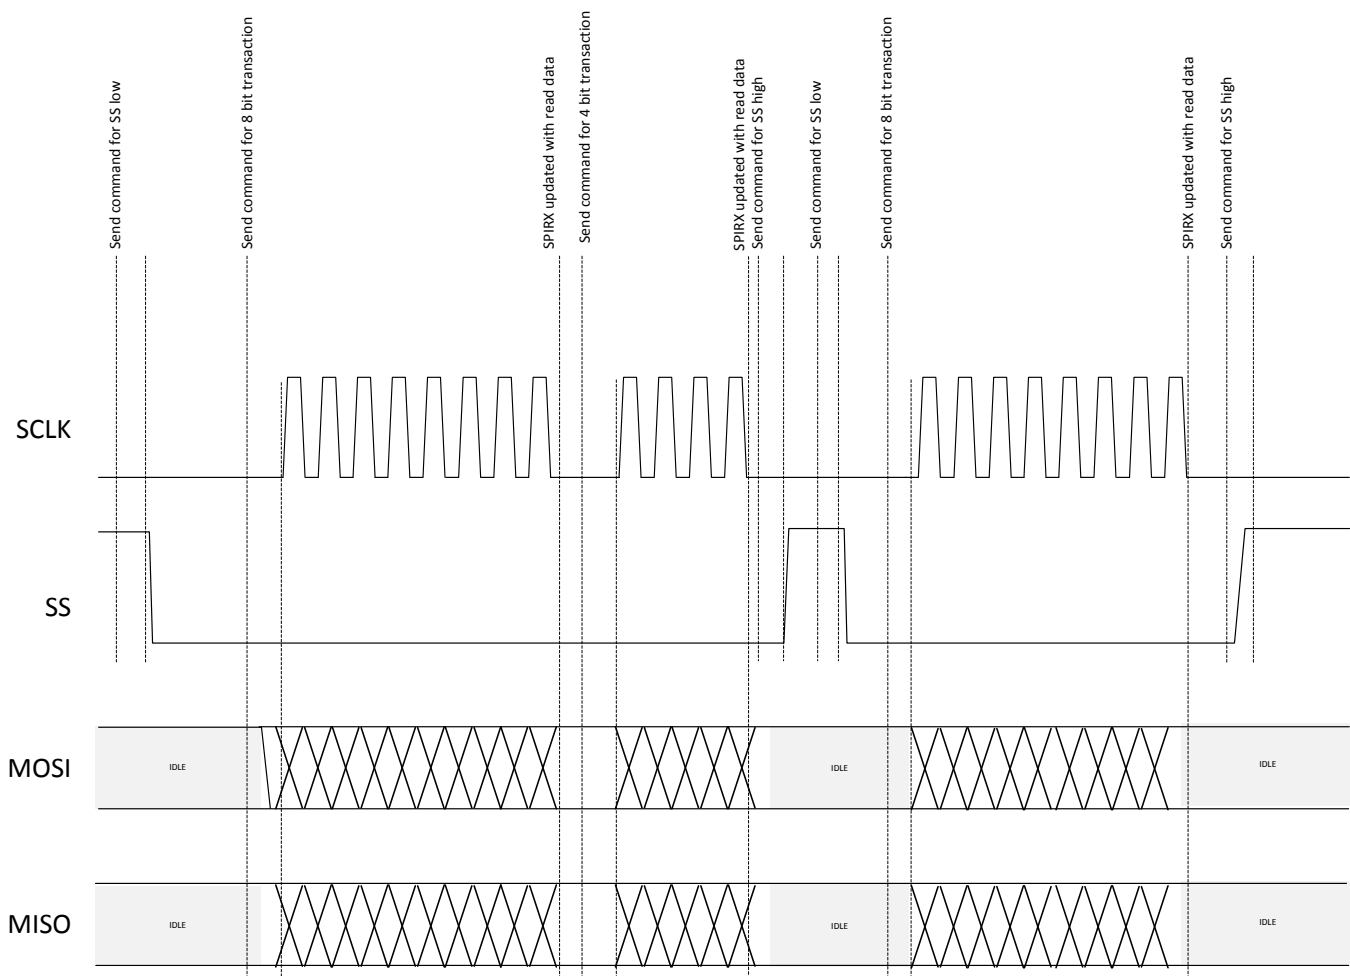 Send command for SS low
Send command for 8 bit transaction
SPIRX updated with read data
Send command for 4 bit transaction
SPIRX updated with read data
Send command for SS high
Send command for SS low
Send command for 8 bit transaction
SPIRX updated with read data
Send command for SS high
SCLK
SS
MOSI
IDLE
IDLE
IDLE
MISO
IDLE
IDLE
IDLE